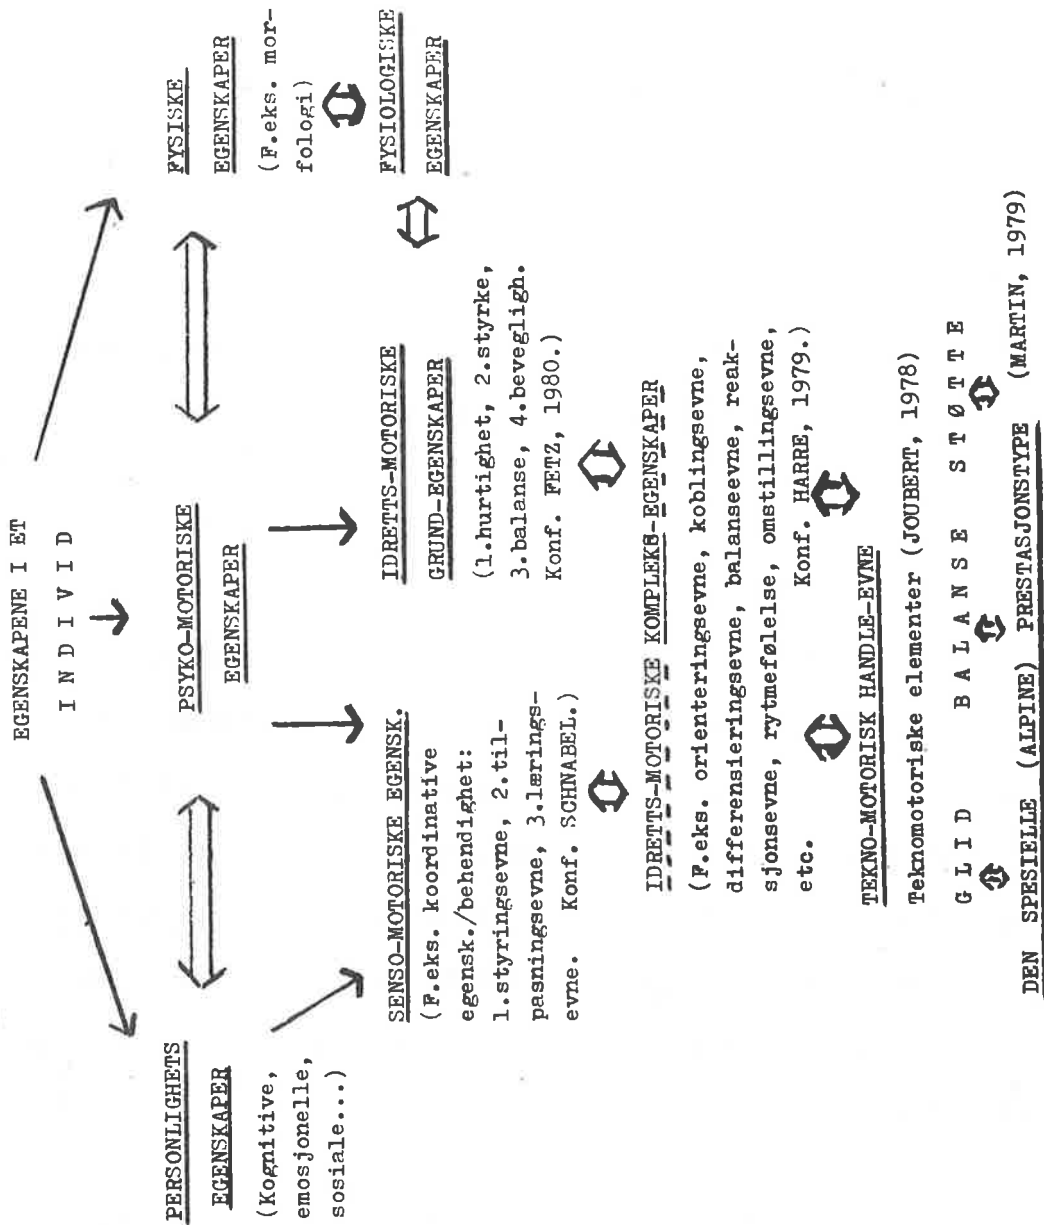 EGENSKAPENE I ET
I N D I V I D
PERSONLIGHETS
EGENSKAPER
(Kognitive,
emosjonelle,
sosiale...)
PSYKO-MOTORISKE
EGENSKAPER
FYSISKE
EGENSKAPER
(F.eks. mor-
fologi)
SENSO-MOTORISKE EGENSK.
(F.eks. koordinative
egensk./behendighet:
1.styringsevne, 2.til-
pasningsevne, 3.lærings-
evne. Konf. SCHNABEL.)
IDRETTS-MOTORISKE
GRUND-EGENSKAPER
(1.hurtighet, 2.styrke,
3.balanse, 4.bevegligh.
Konf. FETZ, 1980.)
FYSIOLOGISKE
EGENSKAPER
IDRETTS-MOTORISKE KOMPLEKS-EGENSKAPER
(F.eks. orienteringsevne, koblingsevne,
differensieringsevne, balanseevne, reak-
sjonsevne, rytmefølelse, omstillingsevne,
etc. Konf. HARRE, 1979.)
TEKNO-MOTORISK HANDLE-EVNE
Teknomotoriske elementer (JOUBERT, 1978)
G L I D B A L A N S E S T Ø T T E
DEN SPESIELLE (ALPINE) PRESTASJONSTYPE (MARTIN, 1979)